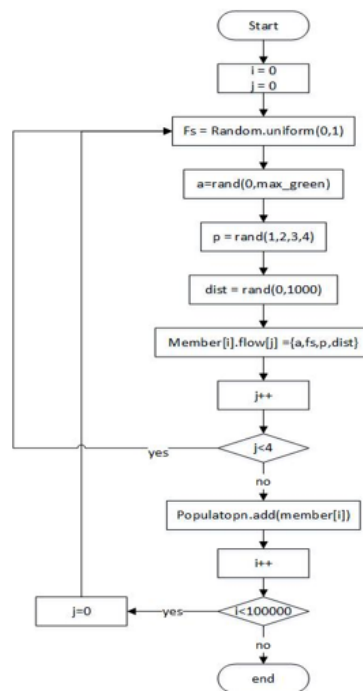 Start
i = 0
j = 0
Fs = Random.uniform(0,1)
a=rand(0,max_green)
p = rand(1,2,3,4)
dist = rand(0,1000)
Member[i].flow[j] ={a,fs,p,dist}
j++
j<4
yes
no
Populatopn.add(member[i])
i++
i<100000
yes
j=0
no
end